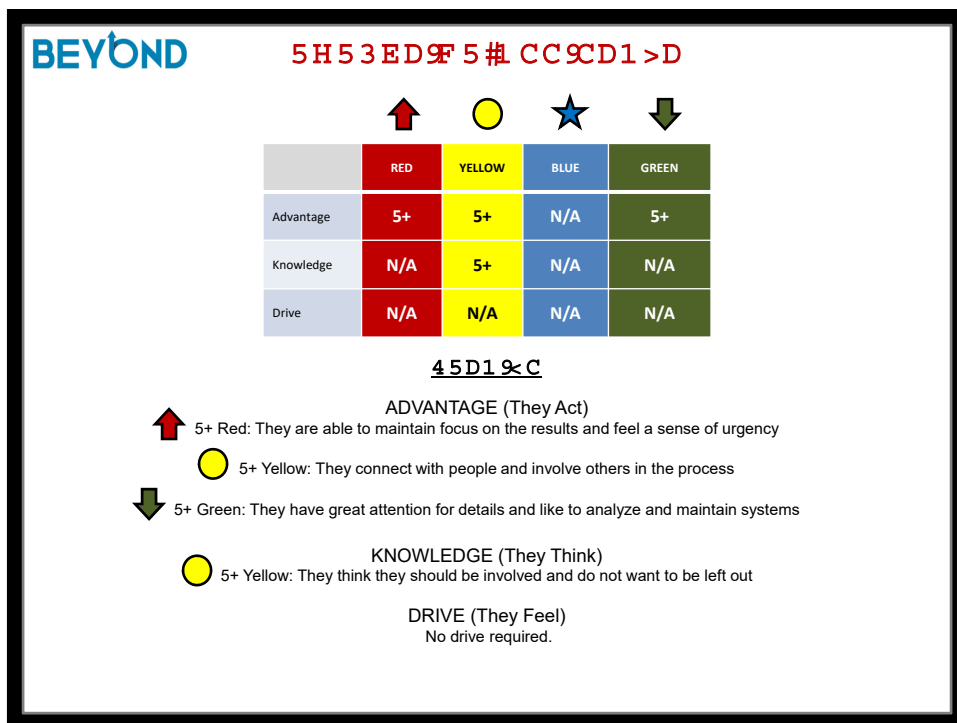 BEYOND
5H53ED9F5#1CC9CD1>D
RED YELLOW BLUE GREEN
Advantage 5+ 5+ N/A 5+
Knowledge N/A 5+ N/A N/A
Drive N/A N/A N/A N/A
45D19<C
ADVANTAGE (They Act)
5+ Red: They are able to maintain focus on the results and feel a sense of urgency
5+ Yellow: They connect with people and involve others in the process
5+ Green: They have great attention for details and like to analyze and maintain systems
KNOWLEDGE (They Think)
5+ Yellow: They think they should be involved and do not want to be left out
DRIVE (They Feel)
No drive required.